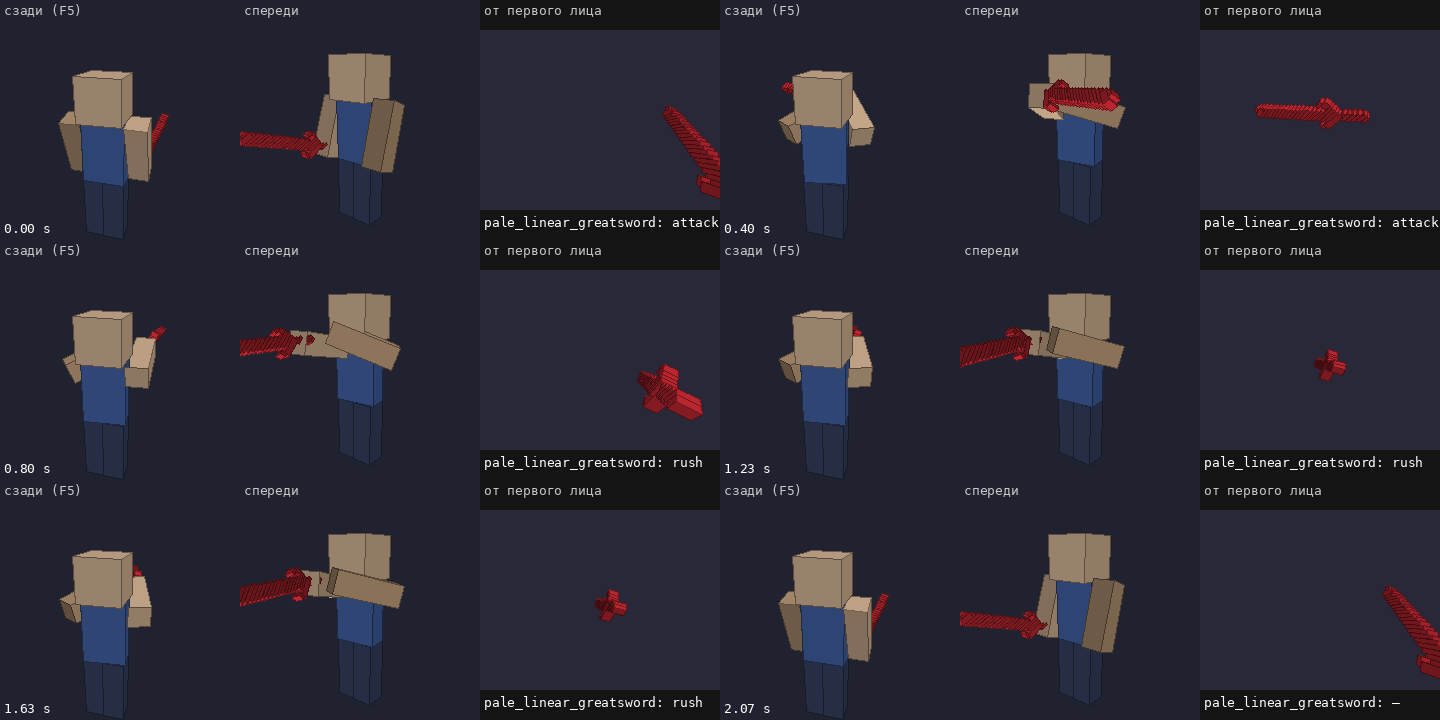 сзади (F5) спереди от первого лица сзади (F5) спереди от первого лица
0.00 s pale_linear_greatsword: attack 0.40 s pale_linear_greatsword: attack
сзади (F5) спереди от первого лица сзади (F5) спереди от первого лица
0.80 s pale_linear_greatsword: rush 1.23 s pale_linear_greatsword: rush
сзади (F5) спереди от первого лица сзади (F5) спереди от первого лица
1.63 s pale_linear_greatsword: rush 2.07 s pale_linear_greatsword: —